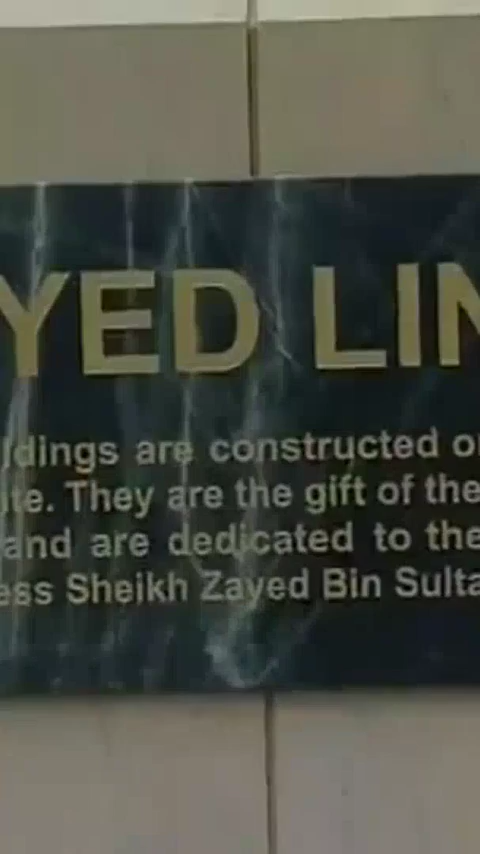 YED LIN
ldings are constructed o
te. They are the gift of the
and are dedicated to the
ess Sheikh Zayed Bin Sulta